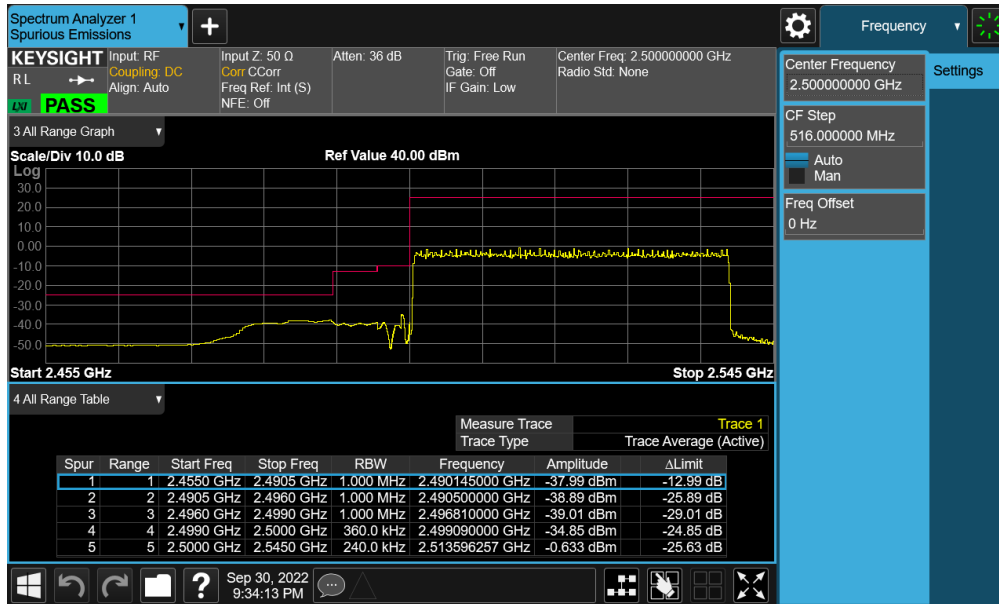 Spectrum Analyzer 1
Spurious Emissions
Frequency
KEYSIGHT
R L
LXI
PASS
Input: RF
Coupling: DC
Align: Auto
Input Z: 50 Ω
Corr CCorr
Freq Ref: Int (S)
NFE: Off
Atten: 36 dB
Trig: Free Run
Gate: Off
IF Gain: Low
Center Freq: 2.500000000 GHz
Radio Std: None
Center Frequency
2.500000000 GHz
Settings
CF Step
516.000000 MHz
Auto
Man
Freq Offset
0 Hz
3 All Range Graph
Scale/Div 10.0 dB
Ref Value 40.00 dBm
Log
30.0
20.0
10.0
0.00
-10.0
-20.0
-30.0
-40.0
-50.0
Start 2.455 GHz
Stop 2.545 GHz
4 All Range Table
Measure Trace Trace 1
Trace Type Trace Average (Active)
Spur Range Start Freq Stop Freq RBW Frequency Amplitude ΔLimit
1 1 2.4550 GHz 2.4905 GHz 1.000 MHz 2.490145000 GHz -37.99 dBm -12.99 dB
2 2 2.4905 GHz 2.4960 GHz 1.000 MHz 2.490500000 GHz -38.89 dBm -25.89 dB
3 3 2.4960 GHz 2.4990 GHz 1.000 MHz 2.496810000 GHz -39.01 dBm -29.01 dB
4 4 2.4990 GHz 2.5000 GHz 360.0 kHz 2.499090000 GHz -34.85 dBm -24.85 dB
5 5 2.5000 GHz 2.5450 GHz 240.0 kHz 2.513596257 GHz -0.633 dBm -25.63 dB
?
Sep 30, 2022
9:34:13 PM